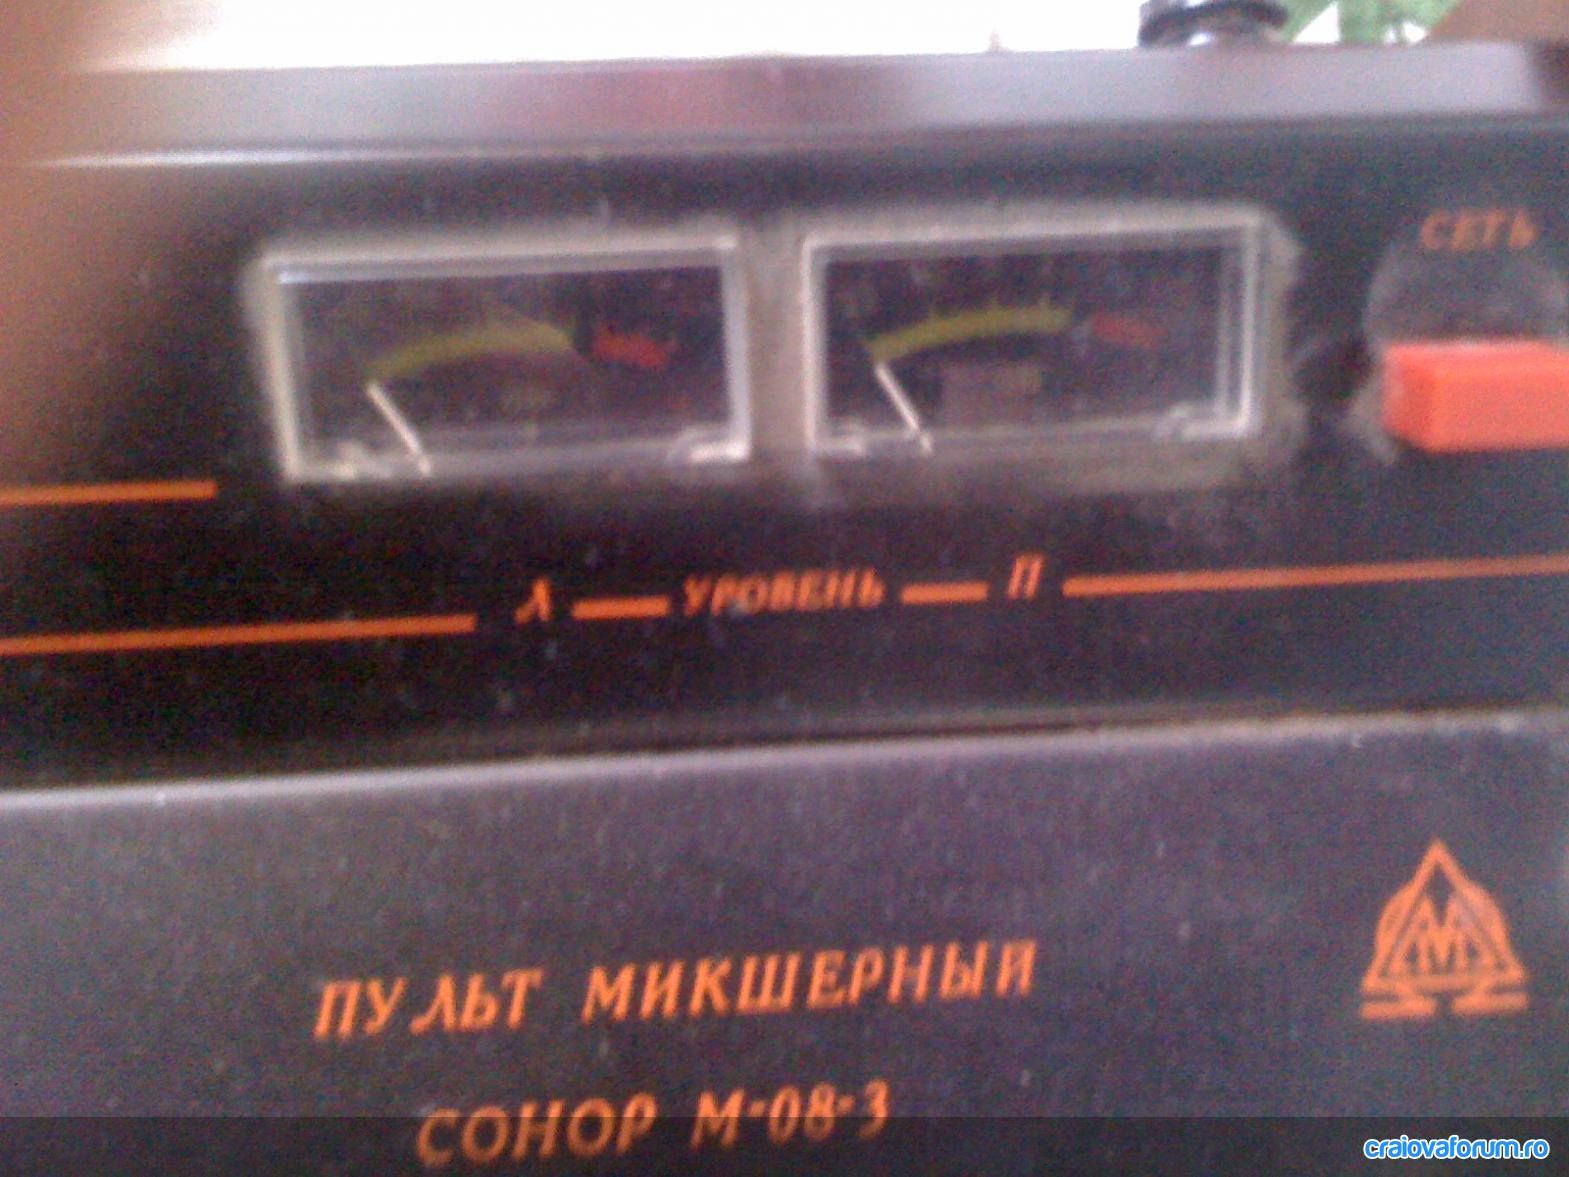 СЕТЬ
Л УРОВЕНЬ П
ПУЛЬТ МИКШЕРНЫЙ
СОНОР М-08-3
craiovaforum.ro